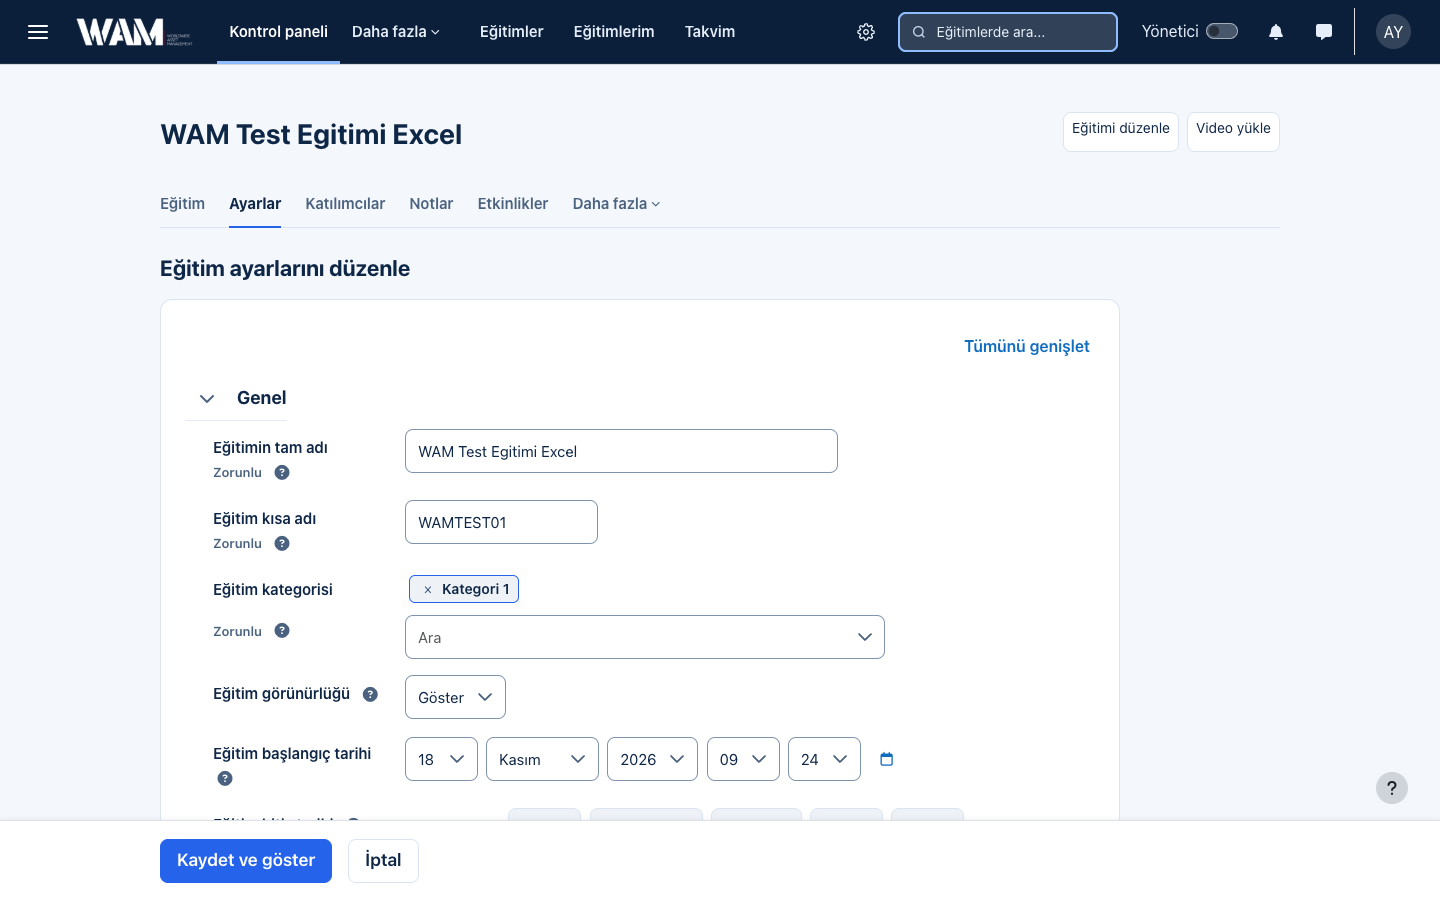 WAM
WORLDWIDE
ASSET
MANAGEMENT
Kontrol paneli
Daha fazla
Eğitimler
Eğitimlerim
Takvim
Eğitimlerde ara...
Yönetici
AY
WAM Test Egitimi Excel
Eğitimi düzenle
Video yükle
Eğitim
Ayarlar
Katılımcılar
Notlar
Etkinlikler
Daha fazla
Eğitim ayarlarını düzenle
Tümünü genişlet
Genel
Eğitimin tam adı
Zorunlu ?
WAM Test Egitimi Excel
Eğitim kısa adı
Zorunlu ?
WAMTEST01
Eğitim kategorisi
× Kategori 1
Zorunlu ?
Ara
Eğitim görünürlüğü ?
Göster
Eğitim başlangıç tarihi
?
18 Kasım 2026 09 24
?
Kaydet ve göster
İptal